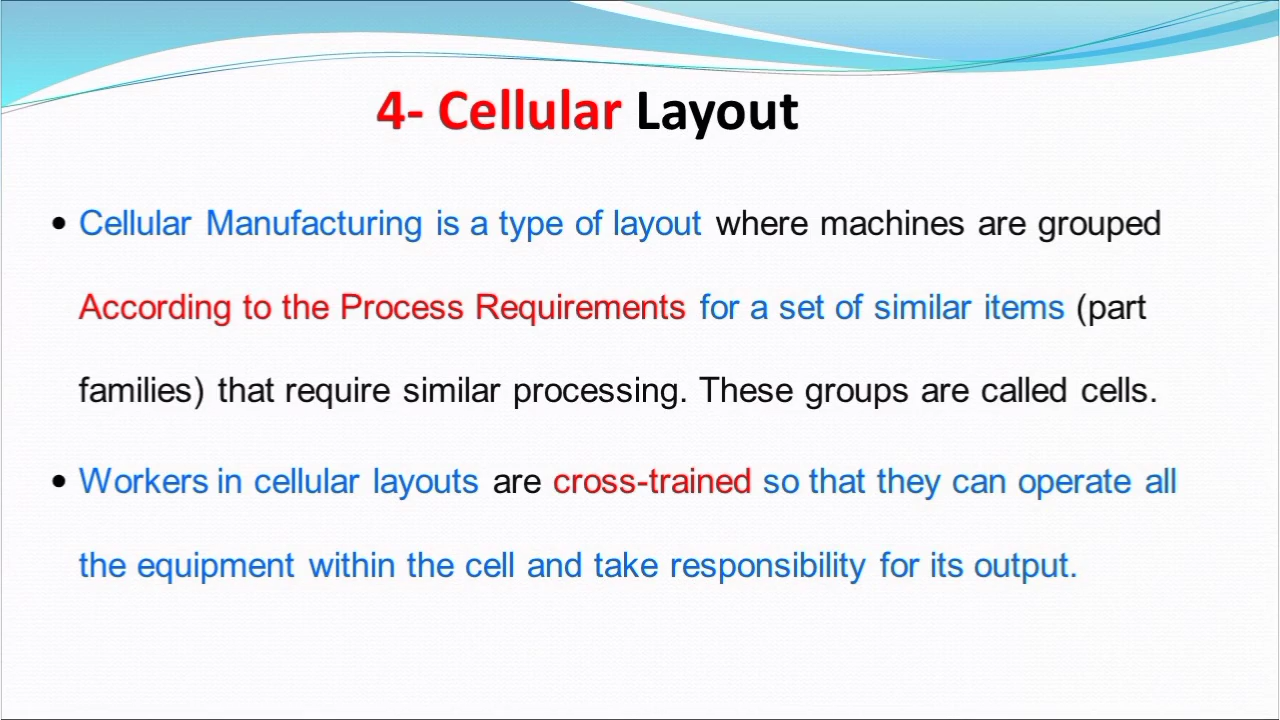 4- Cellular Layout
• Cellular Manufacturing is a type of layout where machines are grouped
According to the Process Requirements for a set of similar items (part
families) that require similar processing. These groups are called cells.
• Workers in cellular layouts are cross-trained so that they can operate all
the equipment within the cell and take responsibility for its output.